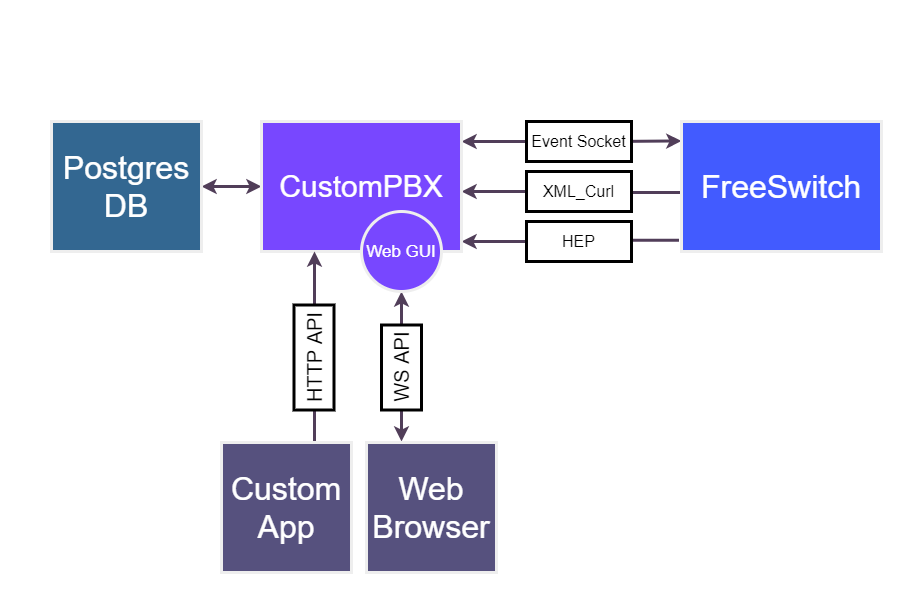 Postgres
DB
CustomPBX
Event Socket
FreeSwitch
XML_Curl
HEP
Web GUI
HTTP API
WS API
Custom
App
Web
Browser